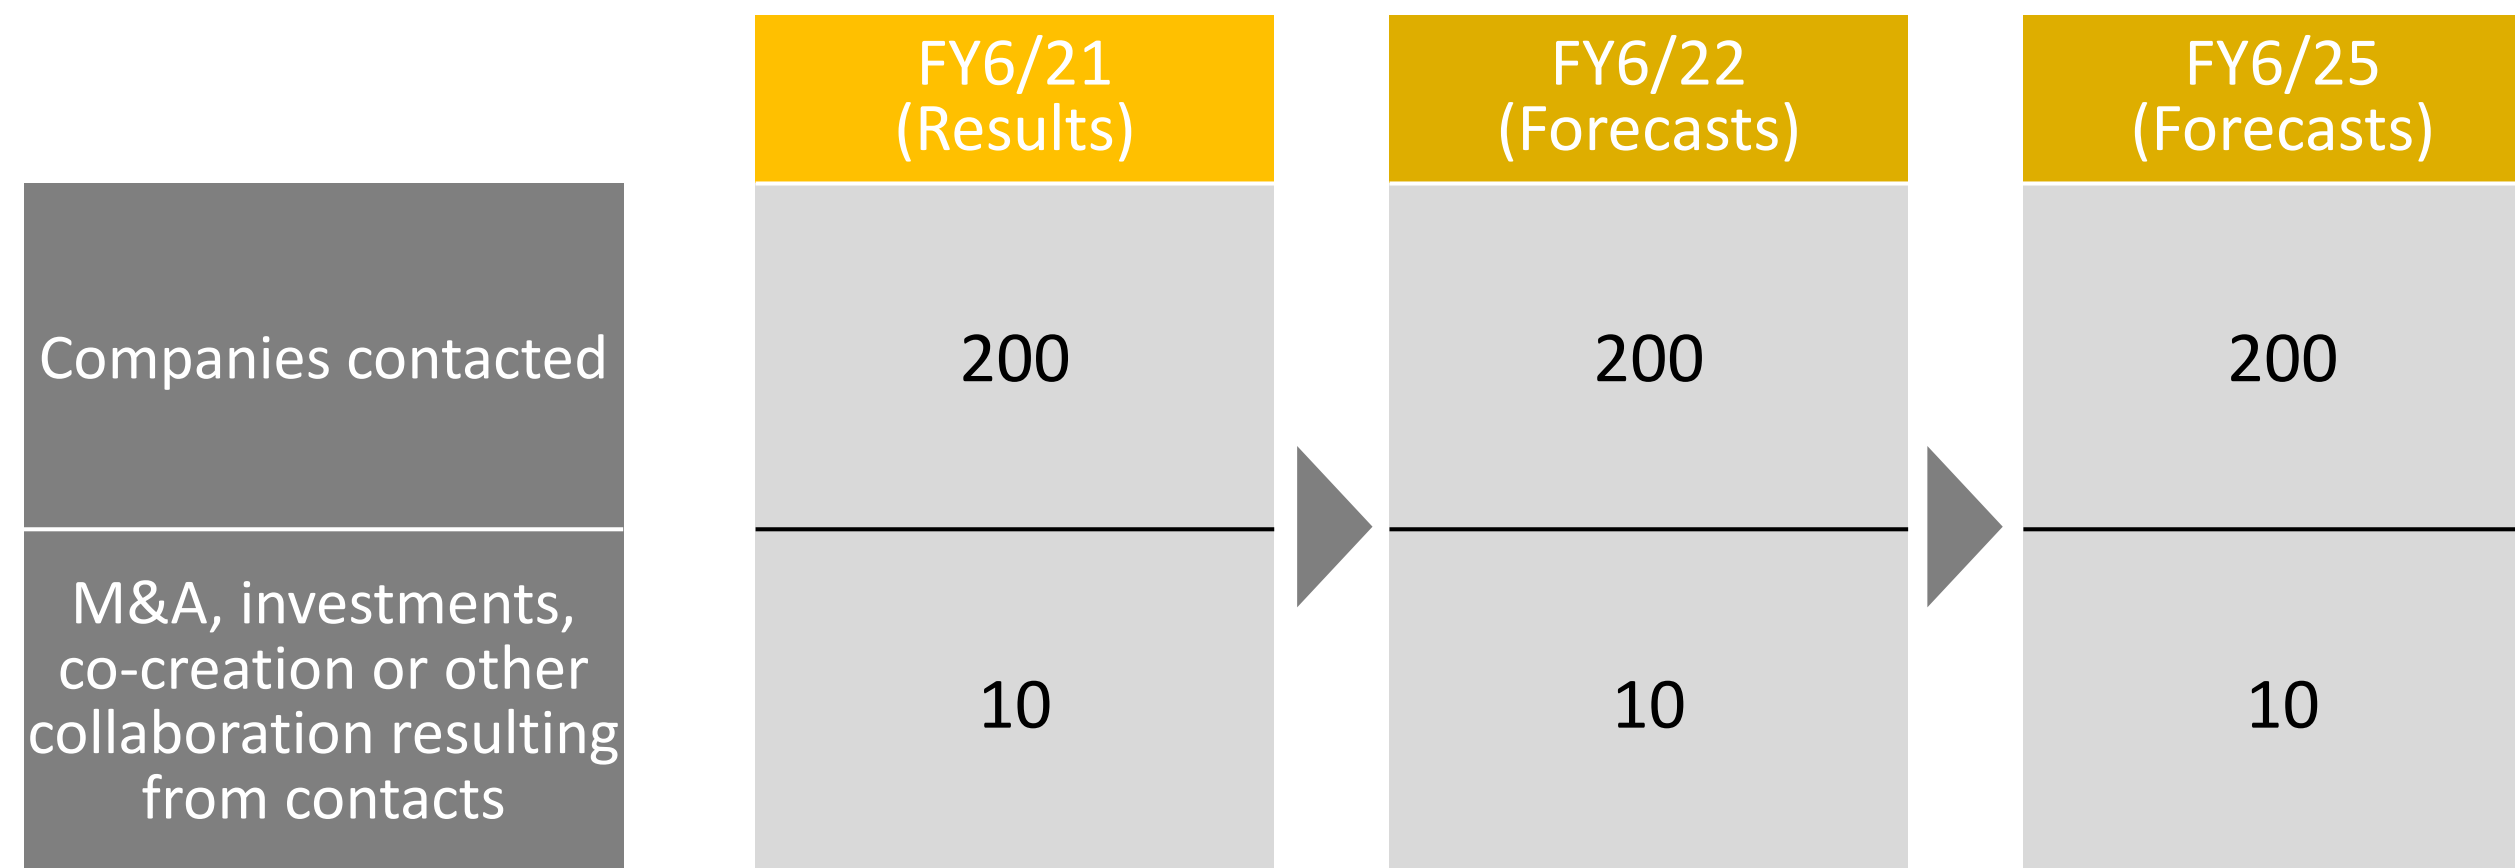 FY6/21
(Results)
FY6/22
(Forecasts)
FY6/25
(Forecasts)
Companies contacted
200
200
200
M&A, investments,
co-creation or other
collaboration resulting
from contacts
10
10
10